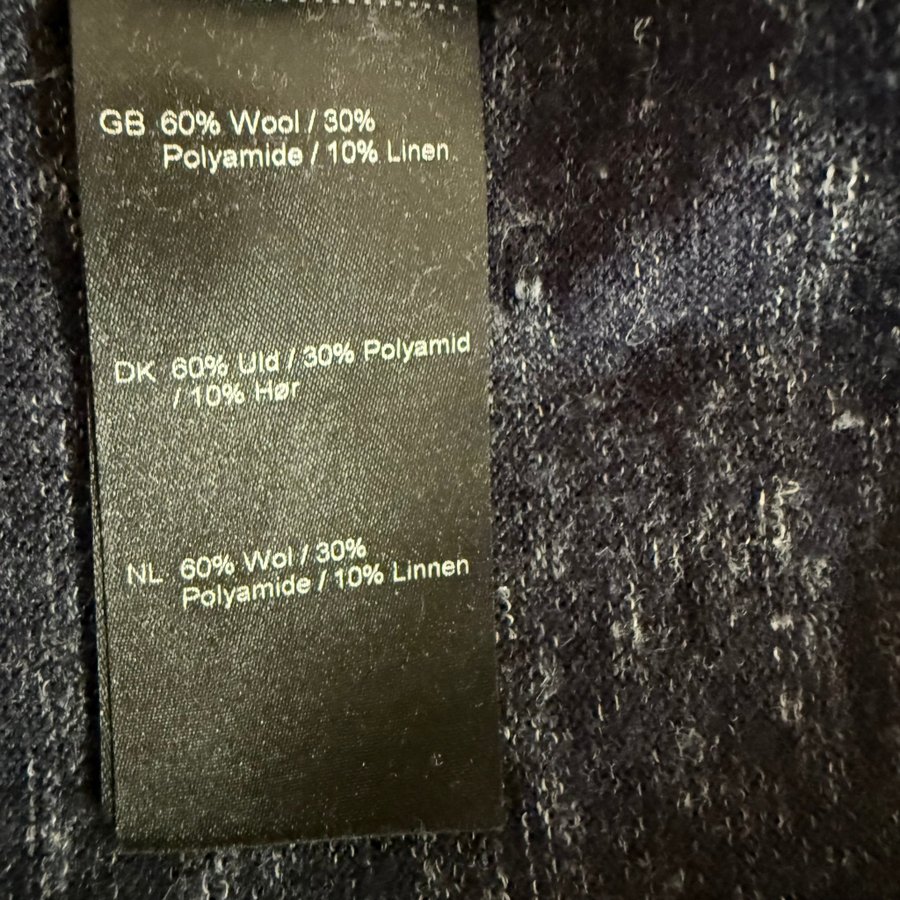 GB 60% Wool / 30%
Polyamide / 10% Linen
DK 60% Uld / 30% Polyamid
/ 10% Hør
NL 60% Wol / 30%
Polyamide / 10% Linnen